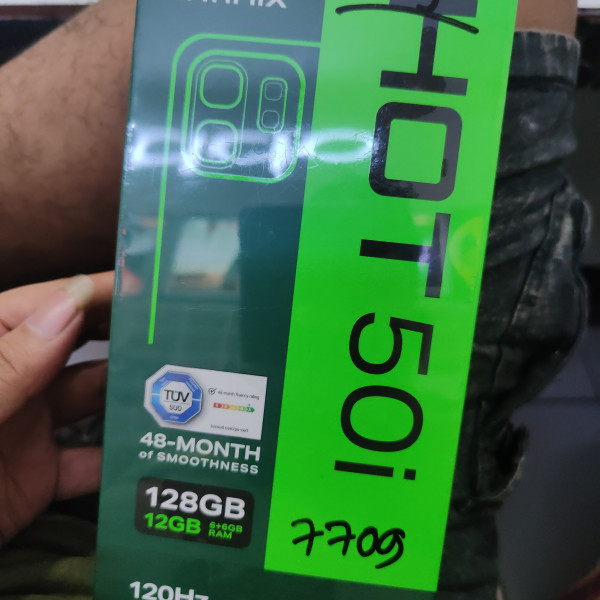 HOT 50i
TÜV
SÜD
48-MONTH
of SMOOTHNESS
128GB
12GB 6+6GB
RAM
7709
120Hz